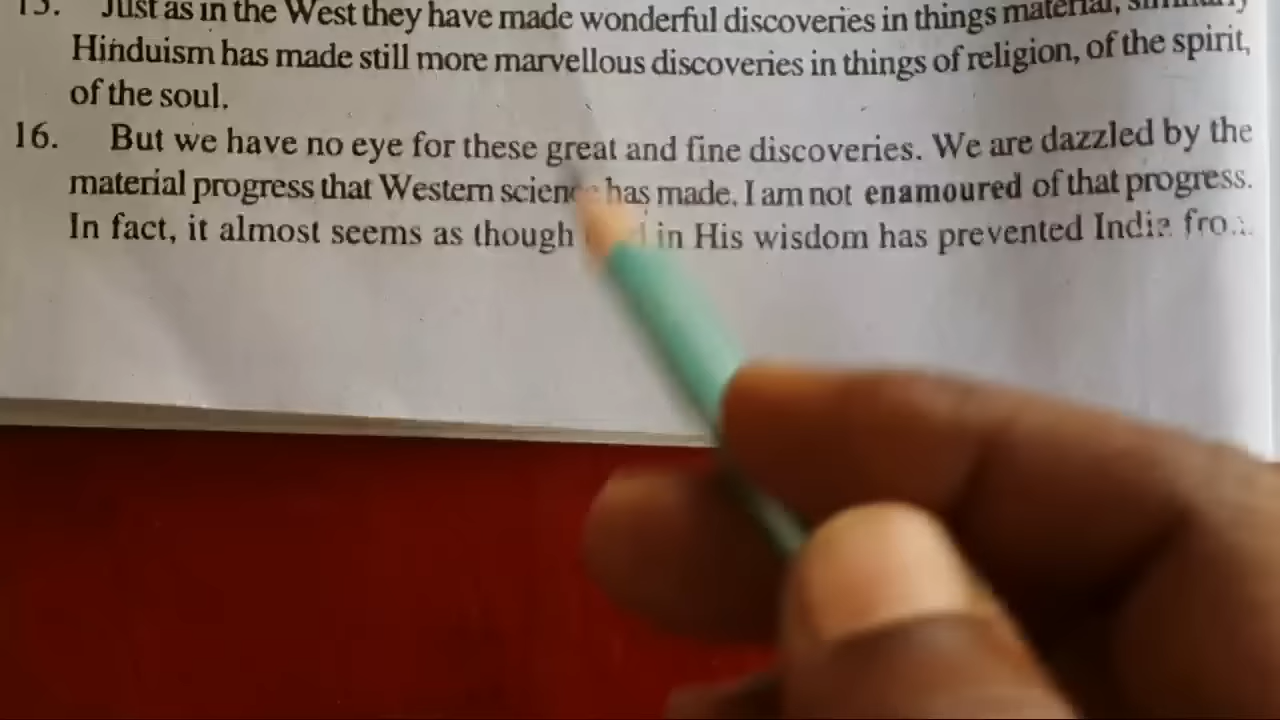 15. Just as in the West they have made wonderful discoveries in things material,
Hinduism has made still more marvellous discoveries in things of religion, of the spirit,
of the soul.
16. But we have no eye for these great and fine discoveries. We are dazzled by the
material progress that Western science has made. I am not enamoured of that progress.
In fact, it almost seems as though in His wisdom has prevented India